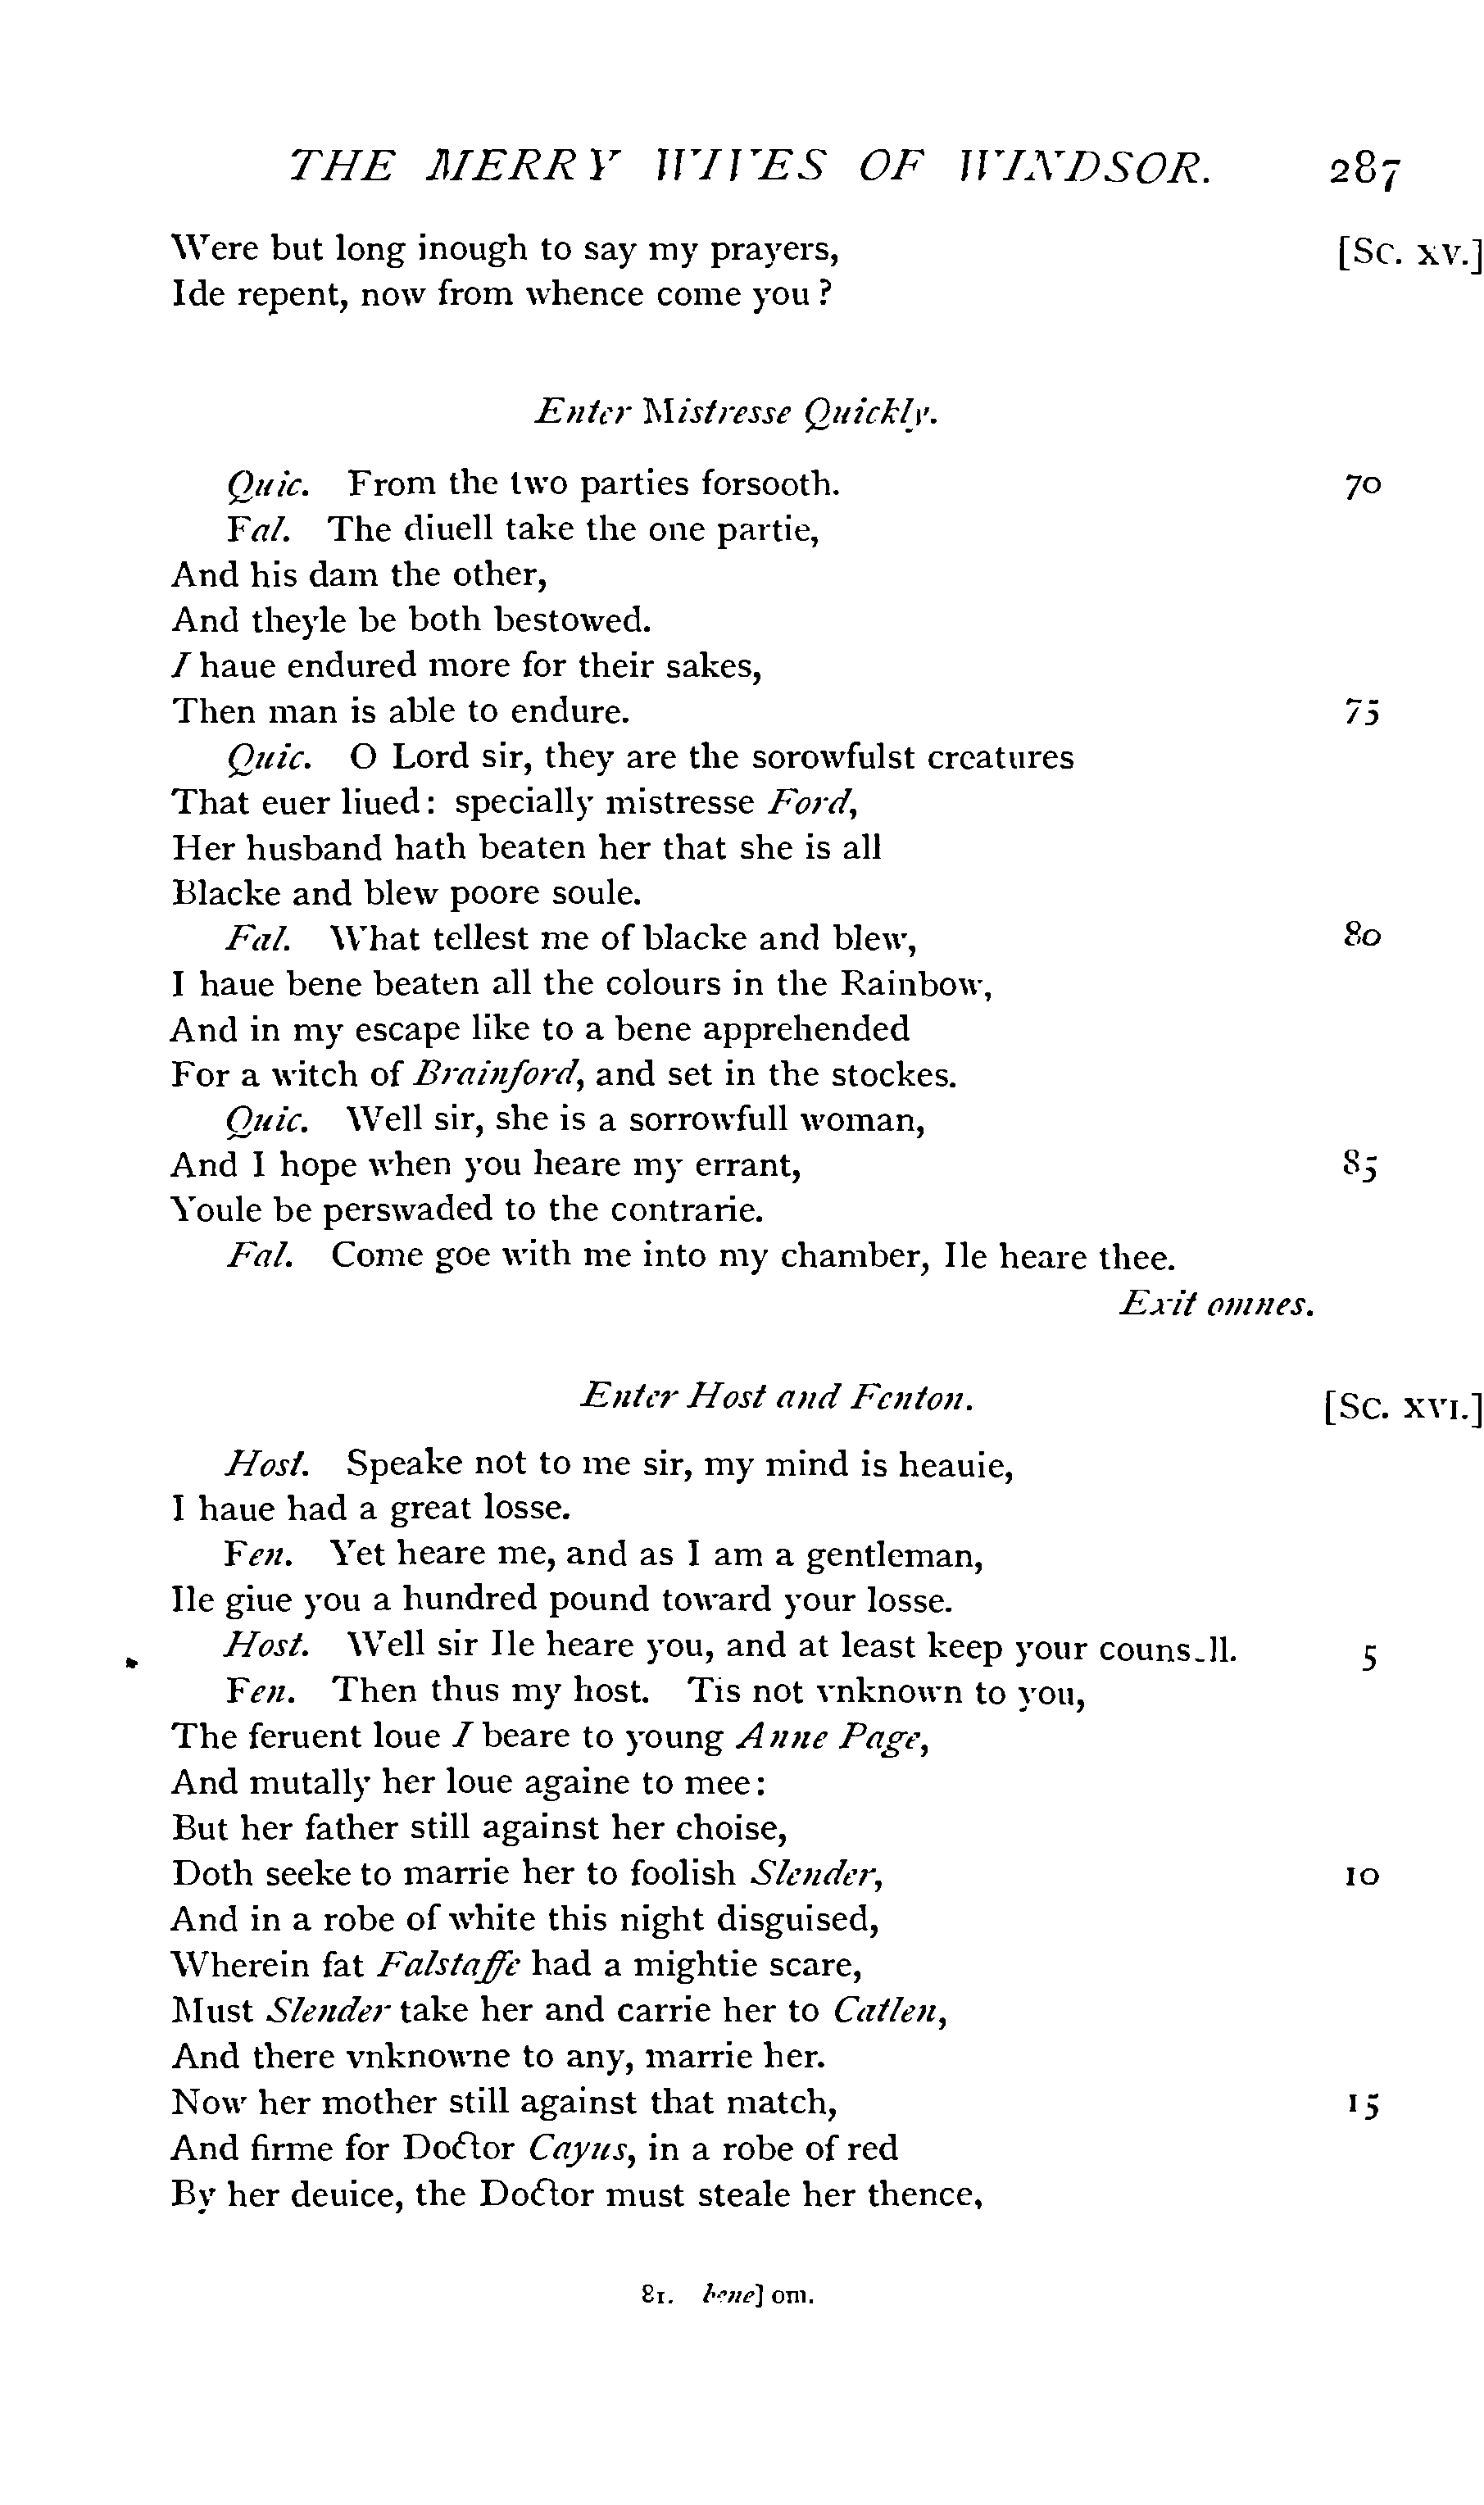 THE MERRY WIVES OF WINDSOR. 287
Were but long inough to say my prayers, [Sc. xv.]
Ide repent, now from whence come you ?
Enter Mistresse Quickly.
Quic. From the two parties forsooth. 70
Fal. The diuell take the one partie,
And his dam the other,
And theyle be both bestowed.
I haue endured more for their sakes,
Then man is able to endure. 75
Quic. O Lord sir, they are the sorowfulst creatures
That euer liued: specially mistresse Ford,
Her husband hath beaten her that she is all
Blacke and blew poore soule.
Fal. What tellest me of blacke and blew, 80
I haue bene beaten all the colours in the Rainbow,
And in my escape like to a bene apprehended
For a witch of Brainford, and set in the stockes.
Quic. Well sir, she is a sorrowfull woman,
And I hope when you heare my errant, 85
Youle be perswaded to the contrarie.
Fal. Come goe with me into my chamber, Ile heare thee.
Exit omnes.
Enter Host and Fenton. [Sc. XVI.]
Host. Speake not to me sir, my mind is heauie,
I haue had a great losse.
Fen. Yet heare me, and as I am a gentleman,
Ile giue you a hundred pound toward your losse.
Host. Well sir Ile heare you, and at least keep your counsell. 5
Fen. Then thus my host. Tis not vnknown to you,
The feruent loue I beare to young Anne Page,
And mutally her loue againe to mee:
But her father still against her choise,
Doth seeke to marrie her to foolish Slender, 10
And in a robe of white this night disguised,
Wherein fat Falstaffe had a mightie scare,
Must Slender take her and carrie her to Catlen,
And there vnknowne to any, marrie her.
Now her mother still against that match, 15
And firme for Doctor Cayus, in a robe of red
By her deuice, the Doctor must steale her thence,
81. bene] om.